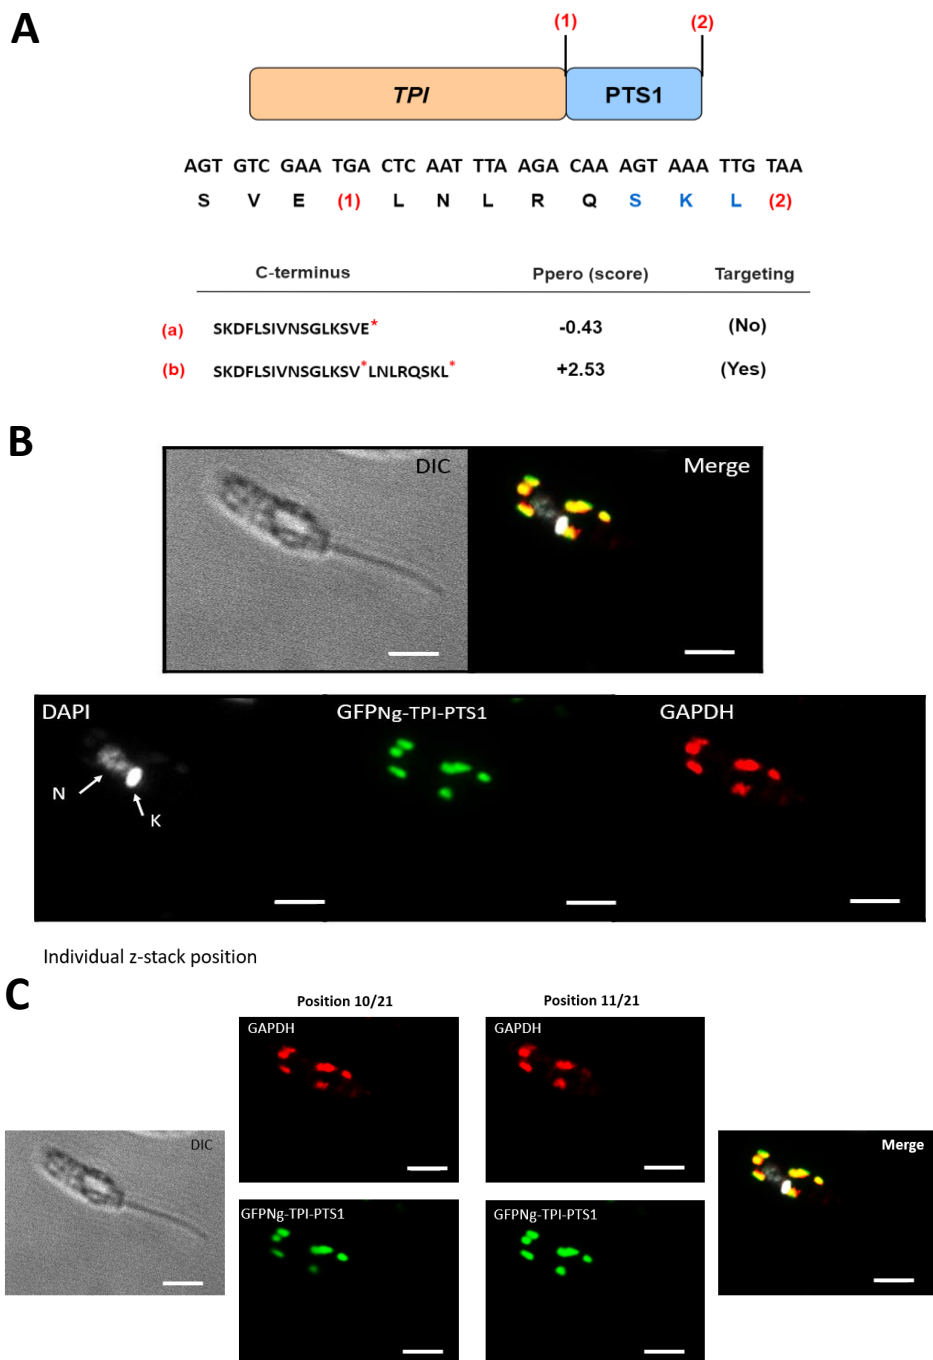 A
(1) (2)
TPI PTS1
AGT GTC GAA TGA CTC AAT TTA AGA CAA AGT AAA TTG TAA
S V E (1) L N L R Q S K L (2)
C-terminus Ppero (score) Targeting
(a) SKDFLSIVNSGLKSVE* -0.43 (No)
(b) SKDFLSIVNSGLKSV*LNLRQSKL* +2.53 (Yes)
B
DIC Merge
DAPI GFPNg-TPI-PTS1 GAPDH
N
K
Individual z-stack position
C
Position 10/21 Position 11/21
GAPDH GAPDH
DIC Merge
GFPNg-TPI-PTS1 GFPNg-TPI-PTS1